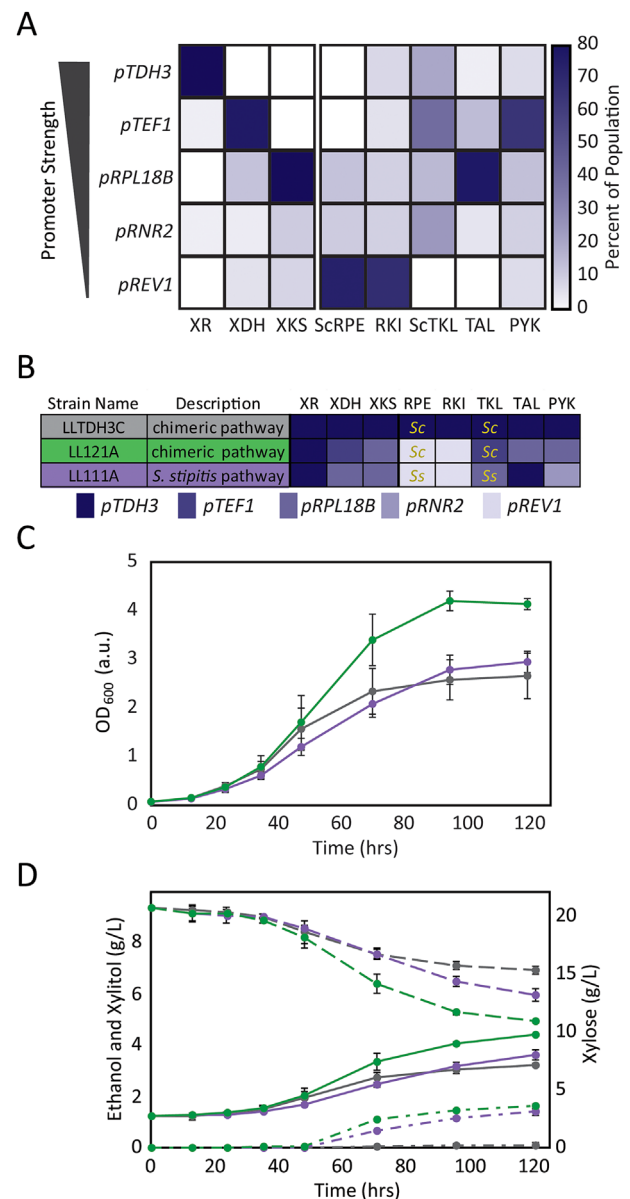 A
Promoter Strength
pTDH3
pTEF1
pRPL18B
pRNR2
pREV1
XR XDH XKS ScRPE RKI ScTKL TAL PYK
80
70
60
50
40
30
20
10
0
Percent of Population
B
Strain Name Description XR XDH XKS RPE RKI TKL TAL PYK
LLTDH3C chimeric pathway Sc Sc
LL121A chimeric pathway Sc Sc
LL111A S. stipitis pathway Ss Ss
pTDH3 pTEF1 pRPL18B pRNR2 pREV1
C
OD600 (a.u.)
5
4
3
2
1
0
0 20 40 60 80 100 120
Time (hrs)
D
Ethanol and Xylitol (g/L)
8
6
4
2
0
20
15
10
5
0
Xylose (g/L)
0 20 40 60 80 100 120
Time (hrs)